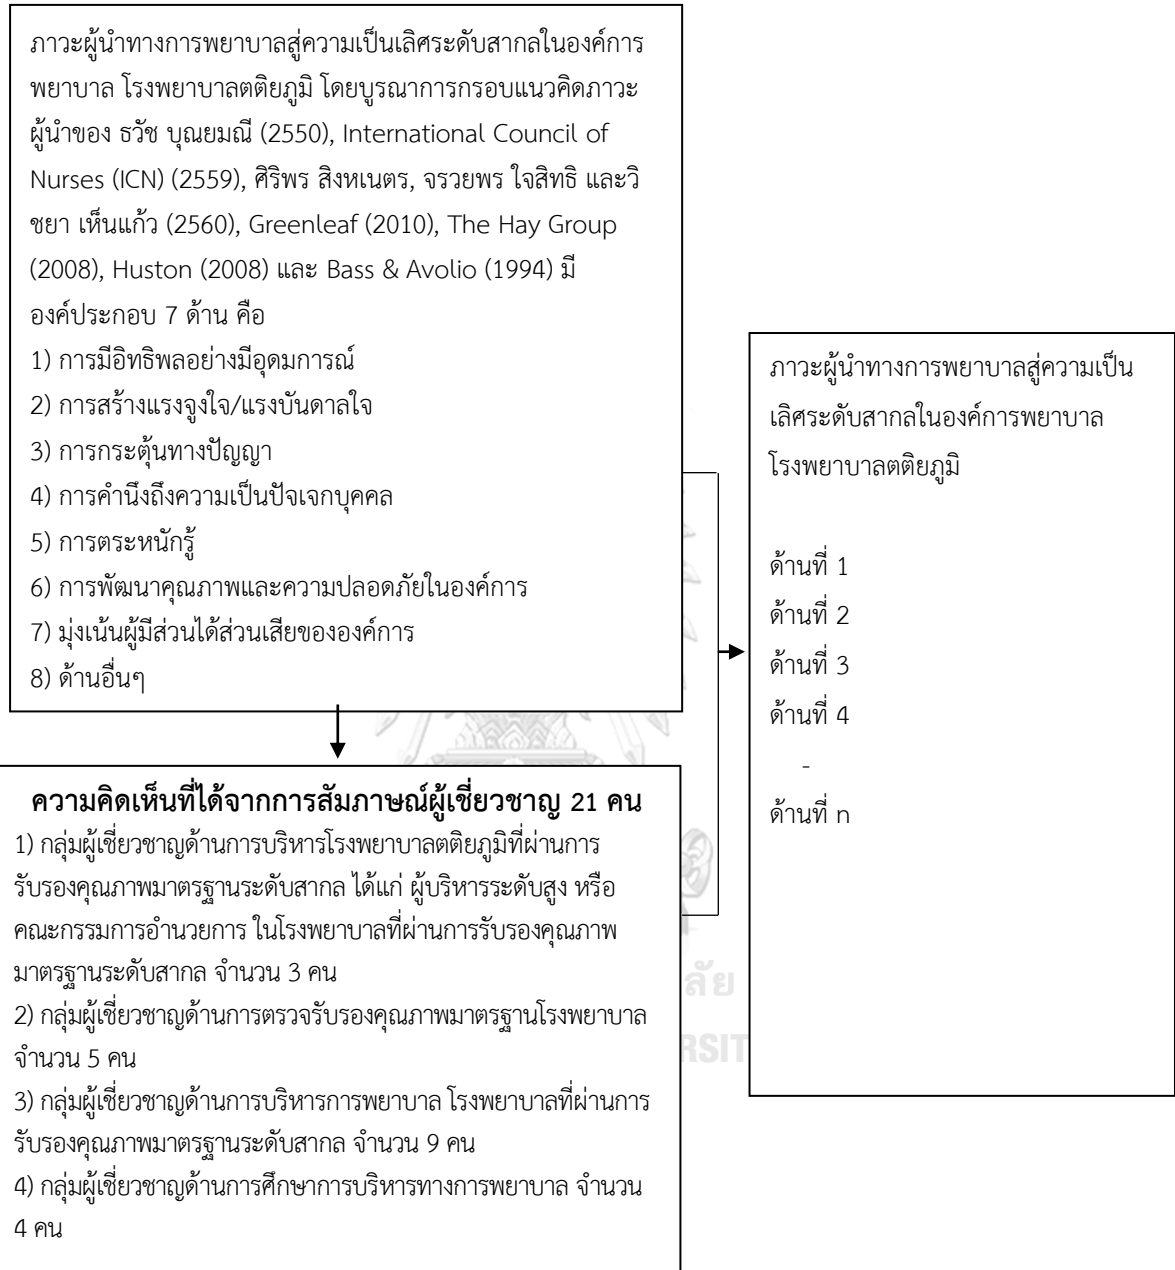 ภาวะผู้นำทางการพยาบาลสู่ความเป็นเลิศระดับสากลในองค์การ
พยาบาล โรงพยาบาลตติยภูมิ โดยบูรณาการกรอบแนวคิดภาวะ
ผู้นำของ ธวัช บุณยมณี (2550), International Council of
Nurses (ICN) (2559), ศิริพร สิงหเนตร, จรวยพร ใจสิทธิ และวิ
ชยา เห็นแก้ว (2560), Greenleaf (2010), The Hay Group
(2008), Huston (2008) และ Bass & Avolio (1994) มี
องค์ประกอบ 7 ด้าน คือ
1) การมีอิทธิพลอย่างมีอุดมการณ์
2) การสร้างแรงจูงใจ/แรงบันดาลใจ
3) การกระตุ้นทางปัญญา
4) การคำนึงถึงความเป็นปัจเจกบุคคล
5) การตระหนักรู้
6) การพัฒนาคุณภาพและความปลอดภัยในองค์การ
7) มุ่งเน้นผู้มีส่วนได้ส่วนเสียขององค์การ
8) ด้านอื่นๆ
ความคิดเห็นที่ได้จากการสัมภาษณ์ผู้เชี่ยวชาญ 21 คน
1) กลุ่มผู้เชี่ยวชาญด้านการบริหารโรงพยาบาลตติยภูมิที่ผ่านการ
รับรองคุณภาพมาตรฐานระดับสากล ได้แก่ ผู้บริหารระดับสูง หรือ
คณะกรรมการอำนวยการ ในโรงพยาบาลที่ผ่านการรับรองคุณภาพ
มาตรฐานระดับสากล จำนวน 3 คน
2) กลุ่มผู้เชี่ยวชาญด้านการตรวจรับรองคุณภาพมาตรฐานโรงพยาบาล
จำนวน 5 คน
3) กลุ่มผู้เชี่ยวชาญด้านการบริหารการพยาบาล โรงพยาบาลที่ผ่านการ
รับรองคุณภาพมาตรฐานระดับสากล จำนวน 9 คน
4) กลุ่มผู้เชี่ยวชาญด้านการศึกษาการบริหารทางการพยาบาล จำนวน
4 คน
ภาวะผู้นำทางการพยาบาลสู่ความเป็น
เลิศระดับสากลในองค์การพยาบาล
โรงพยาบาลตติยภูมิ
ด้านที่ 1
ด้านที่ 2
ด้านที่ 3
ด้านที่ 4
-
ด้านที่ n
ลัย
RSIT